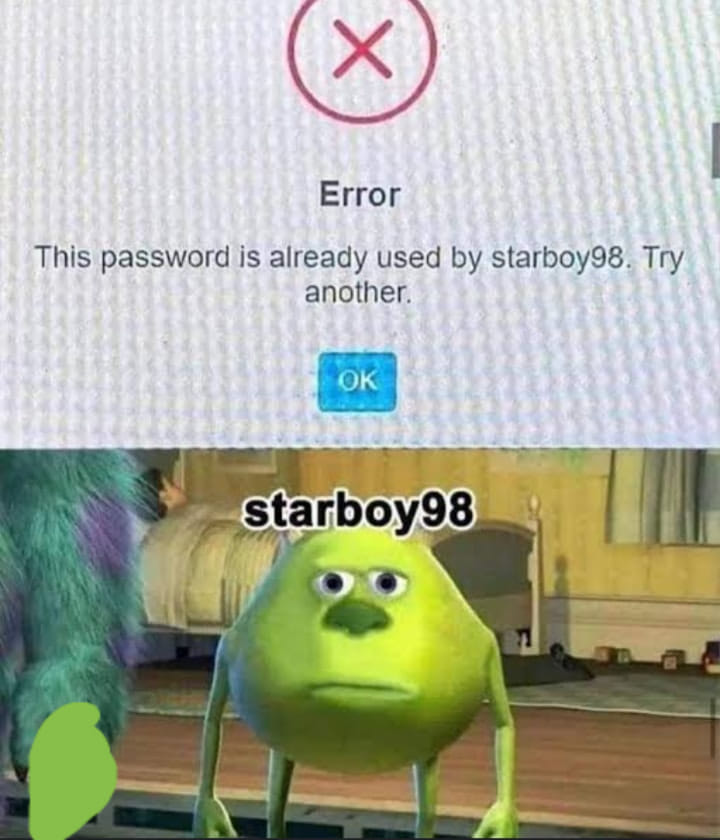 Error
This password is already used by starboy98. Try
another.
OK
starboy98